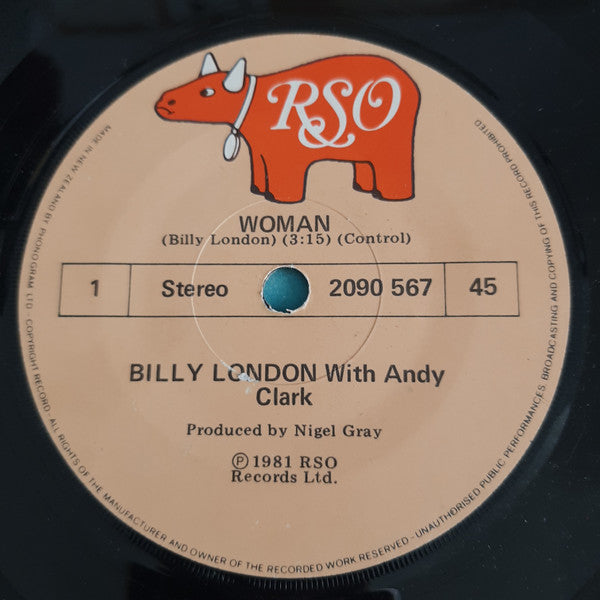 RSO
WOMAN
(Billy London) (3:15) (Control)
1 Stereo 2090 567 45
BILLY LONDON With Andy
Clark
Produced by Nigel Gray
Ⓟ 1981 RSO
Records Ltd.
MADE IN NEW ZEALAND BY PHONOGRAM LTD - COPYRIGHT RECORD - ALL RIGHTS OF THE MANUFACTURER AND OWNER OF THE RECORDED WORK RESERVED - UNAUTHORISED PUBLIC PERFORMANCES BROADCASTING AND COPYING OF THIS RECORD PROHIBITED